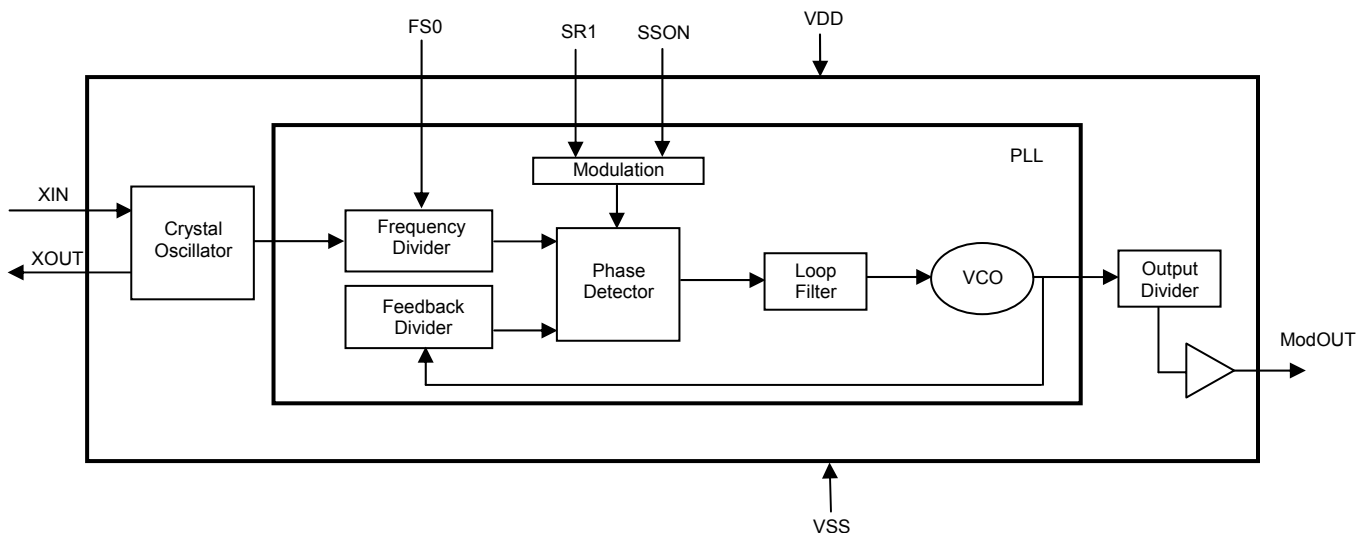 VDD
FS0
SR1
SSON
PLL
Modulation
XIN
Crystal
Oscillator
XOUT
Frequency
Divider
Phase
Detector
Loop
Filter
VCO
Output
Divider
Feedback
Divider
ModOUT
VSS